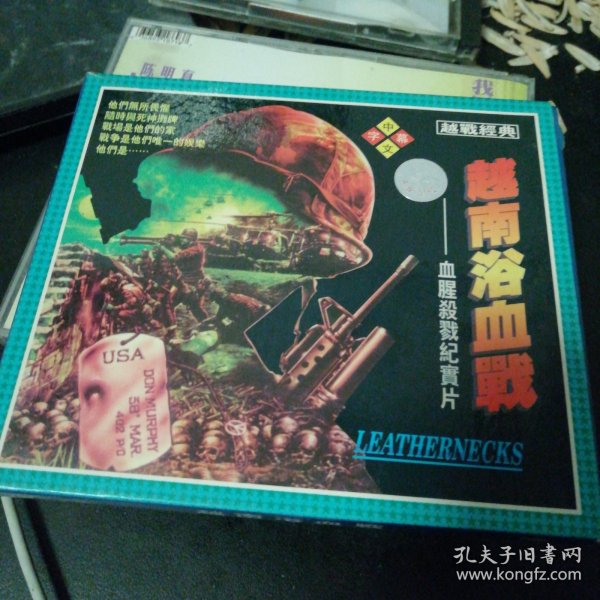 陈明真
我
他們無所畏懼
隨時與死神測牌
戰場是他們的家
戰爭是他們唯一的娛樂
他們是……
中文字幕
越戰經典
越南浴血戰
——血腥殺戮紀實片
USA
DON MURPHY
58' MAR
402 PC
LEATHERNECKS
孔夫子旧书网
www.kongfz.com